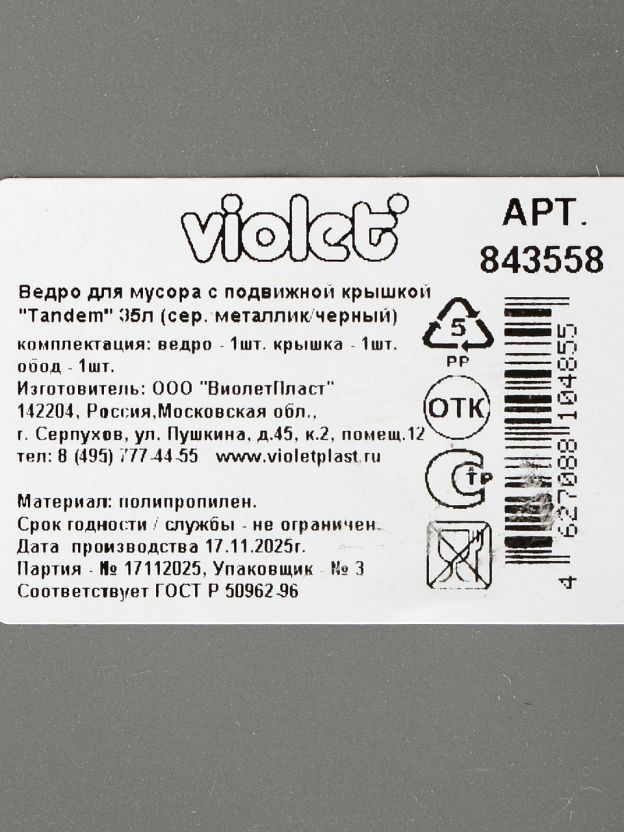 violet
АРТ.
843558
Ведро для мусора с подвижной крышкой
"Tandem" 35л (сер. металлик/черный)
комплектация: ведро - 1шт. крышка - 1шт.
обод - 1шт.
Изготовитель: ООО "ВиолетПласт"
142204, Россия,Московская обл.,
г. Серпухов, ул. Пушкина, д.45, к.2, помещ.12
тел: 8 (495) 777-44-55 www.violetplast.ru
Материал: полипропилен.
Срок годности / службы - не ограничен.
Дата производства 17.11.2025г.
Партия - № 17112025, Упаковщик - № 3
Соответствует ГОСТ Р 50962-96
5
PP
ОТК
СТР
4 627088 104855